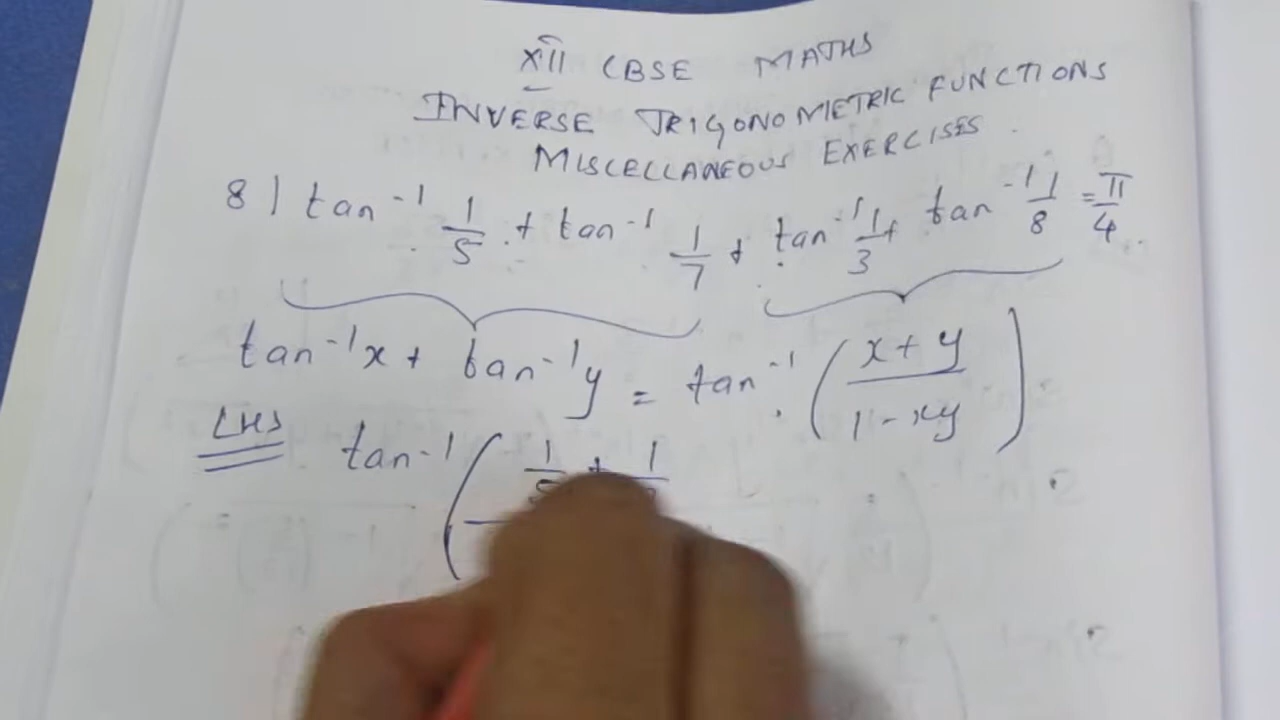 XII CBSE MATHS
INVERSE TRIGONOMETRIC FUNCTIONS
MISCELLANEOUS EXERCISES
8) tan⁻¹ 1/5 + tan⁻¹ 1/7 + tan⁻¹ 1/3 + tan⁻¹ 1/8 = π/4
tan⁻¹x + tan⁻¹y = tan⁻¹ ( x+y / 1-xy )
LHS tan-1 ( 1/5 + 1